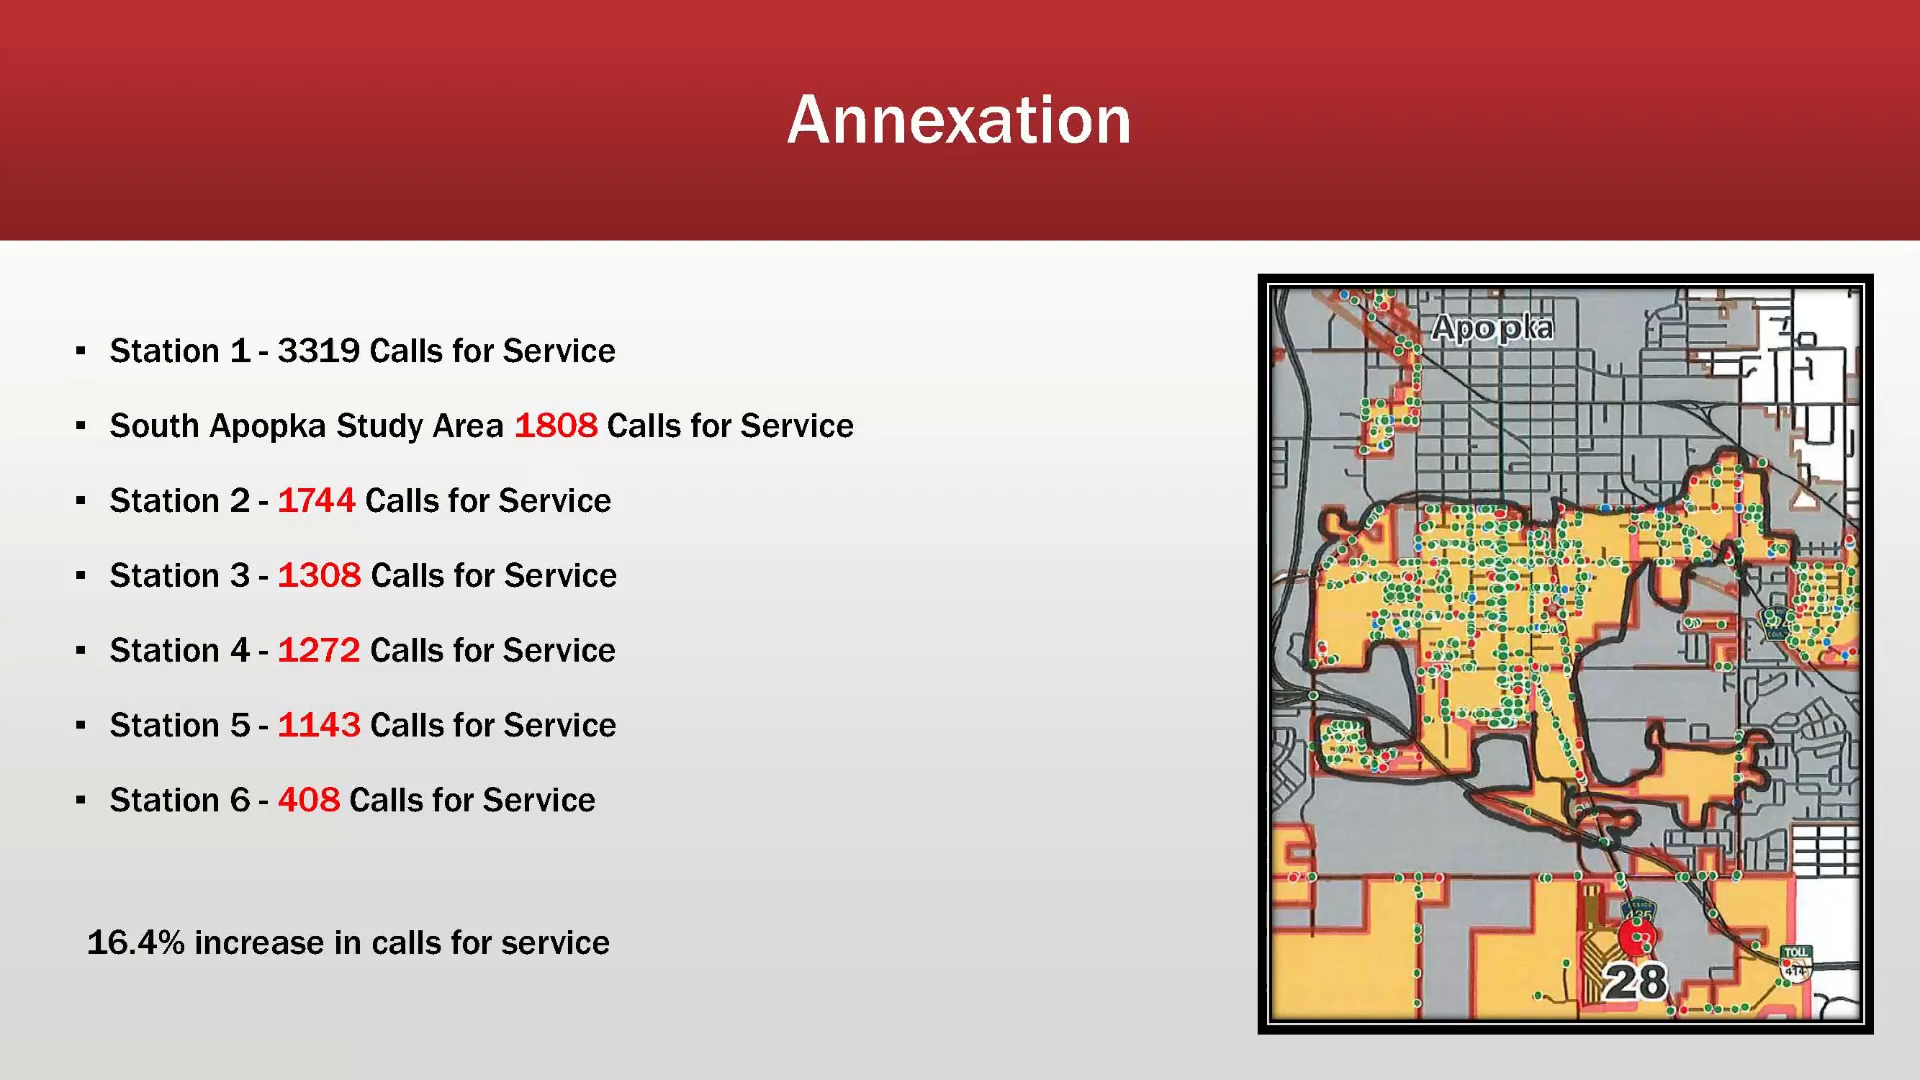 Annexation
▪ Station 1 - 3319 Calls for Service
▪ South Apopka Study Area 1808 Calls for Service
▪ Station 2 - 1744 Calls for Service
▪ Station 3 - 1308 Calls for Service
▪ Station 4 - 1272 Calls for Service
▪ Station 5 - 1143 Calls for Service
▪ Station 6 - 408 Calls for Service
16.4% increase in calls for service
Apopka
435
TOLL
414
28